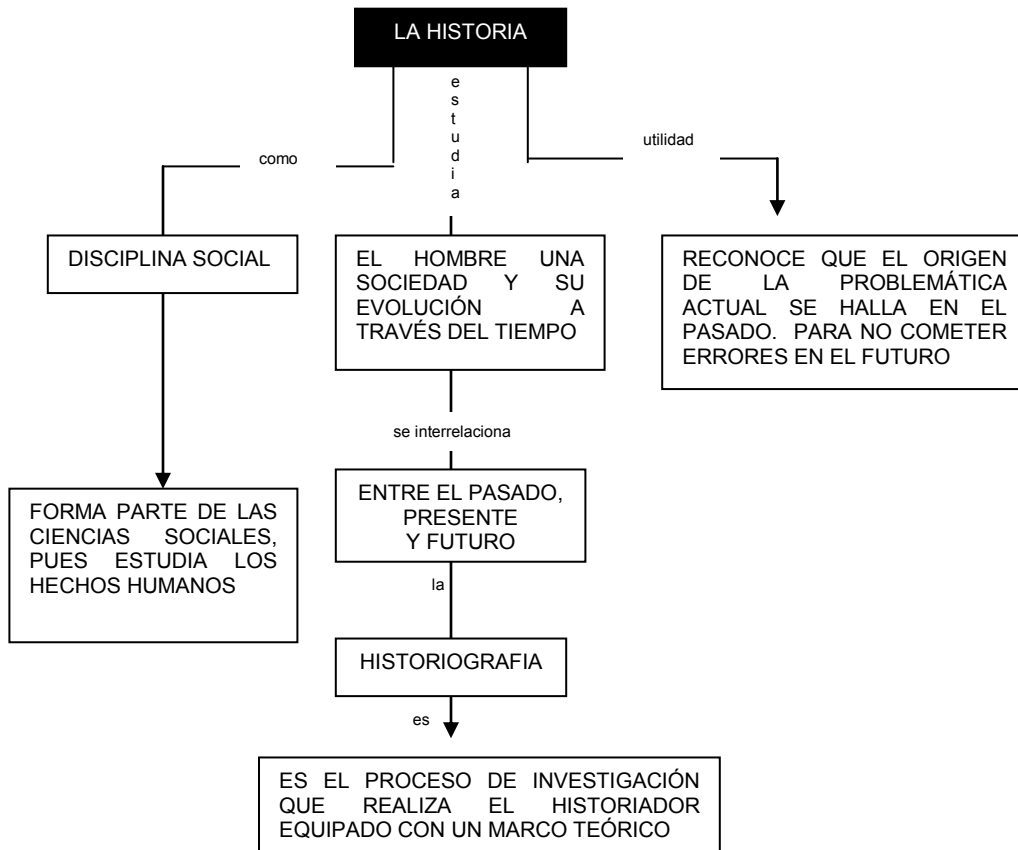 LA HISTORIA
estudia
como
utilidad
DISCIPLINA SOCIAL
EL HOMBRE UNA
SOCIEDAD Y SU
EVOLUCIÓN A
TRAVÉS DEL TIEMPO
RECONOCE QUE EL ORIGEN
DE LA PROBLEMÁTICA
ACTUAL SE HALLA EN EL
PASADO. PARA NO COMETER
ERRORES EN EL FUTURO
se interrelaciona
FORMA PARTE DE LAS
CIENCIAS SOCIALES,
PUES ESTUDIA LOS
HECHOS HUMANOS
ENTRE EL PASADO,
PRESENTE
Y FUTURO
la
HISTORIOGRAFIA
es
ES EL PROCESO DE INVESTIGACIÓN
QUE REALIZA EL HISTORIADOR
EQUIPADO CON UN MARCO TEÓRICO